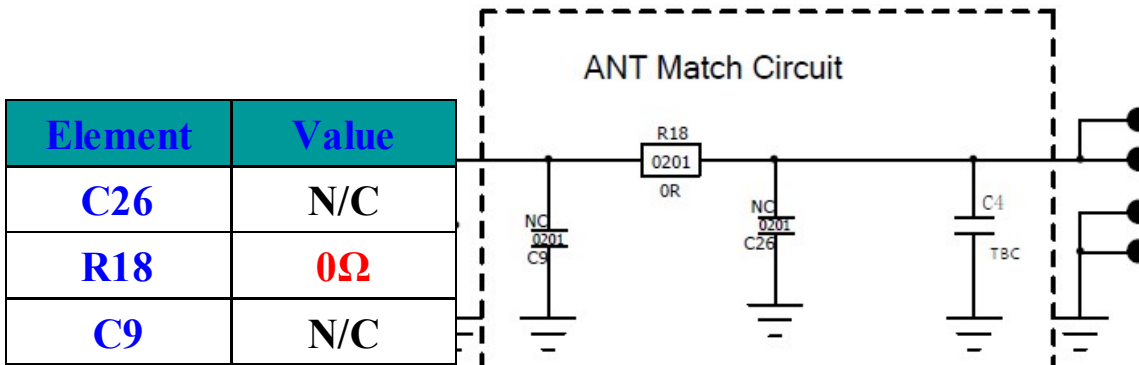 ANT Match Circuit
Element Value
C26 N/C
R18 0Ω
C9 N/C
R18
0201
0R
NC
0201
C9
NC
0201
C26
C4
TBC